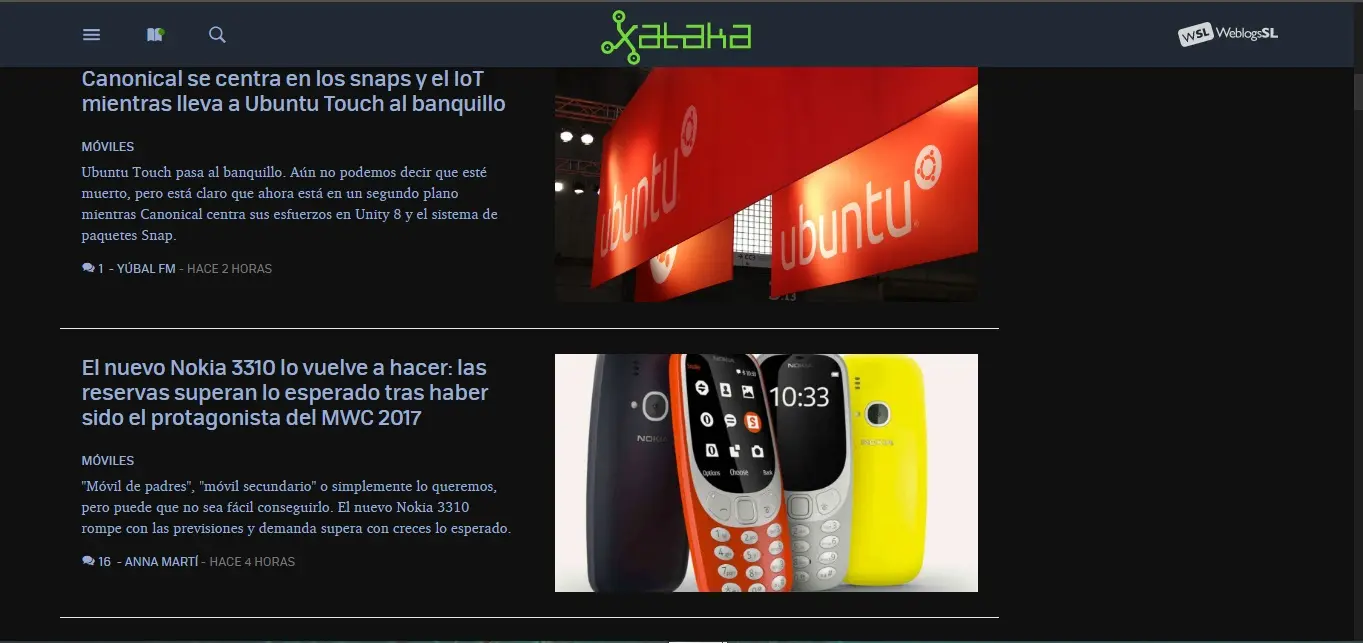 xataka
WSL WeblogsSL
Canonical se centra en los snaps y el IoT
mientras lleva a Ubuntu Touch al banquillo
MÓVILES
Ubuntu Touch pasa al banquillo. Aún no podemos decir que esté
muerto, pero está claro que ahora está en un segundo plano
mientras Canonical centra sus esfuerzos en Unity 8 y el sistema de
paquetes Snap.
1 - YÚBAL FM - HACE 2 HORAS
ubuntu
ubuntu
El nuevo Nokia 3310 lo vuelve a hacer: las
reservas superan lo esperado tras haber
sido el protagonista del MWC 2017
MÓVILES
"Móvil de padres", "móvil secundario" o simplemente lo queremos,
pero puede que no sea fácil conseguirlo. El nuevo Nokia 3310
rompe con las previsiones y demanda supera con creces lo esperado.
16 - ANNA MARTÍ - HACE 4 HORAS
NOKIA
NOKIA
10:33
NOKIA
NOKIA
Options Choose Back